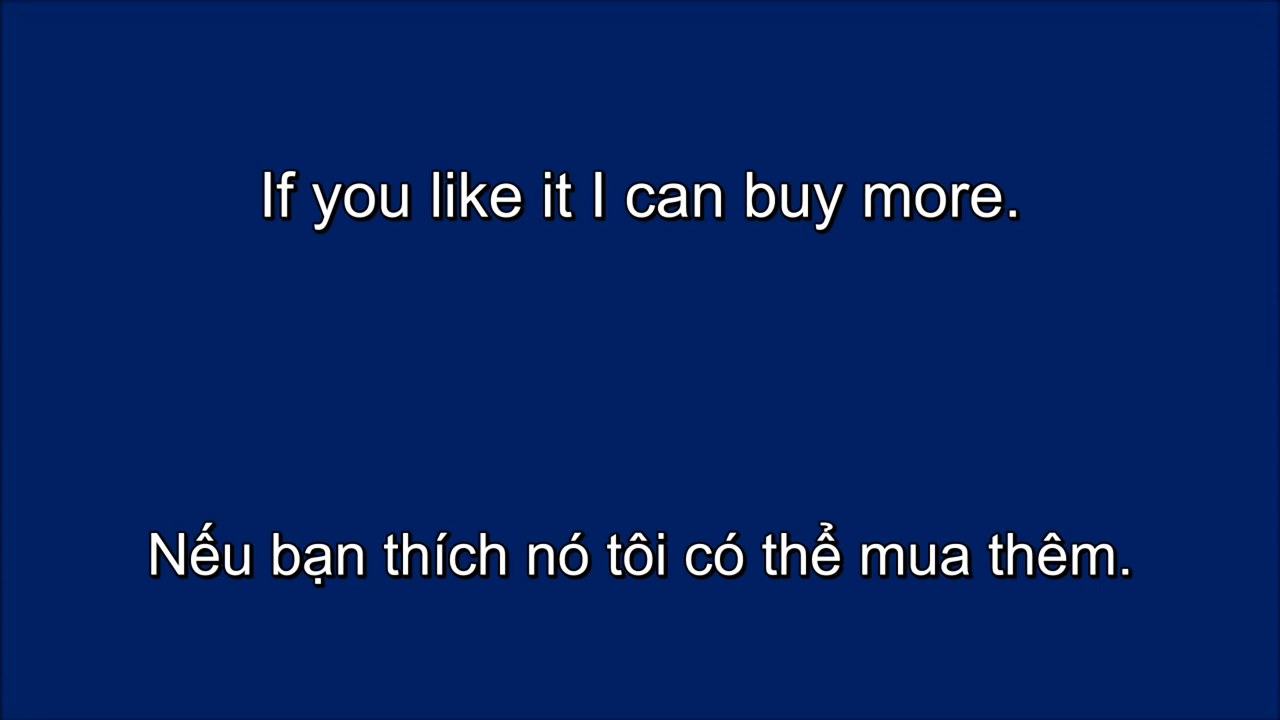 If you like it I can buy more.
Nếu bạn thích nó tôi có thể mua thêm.